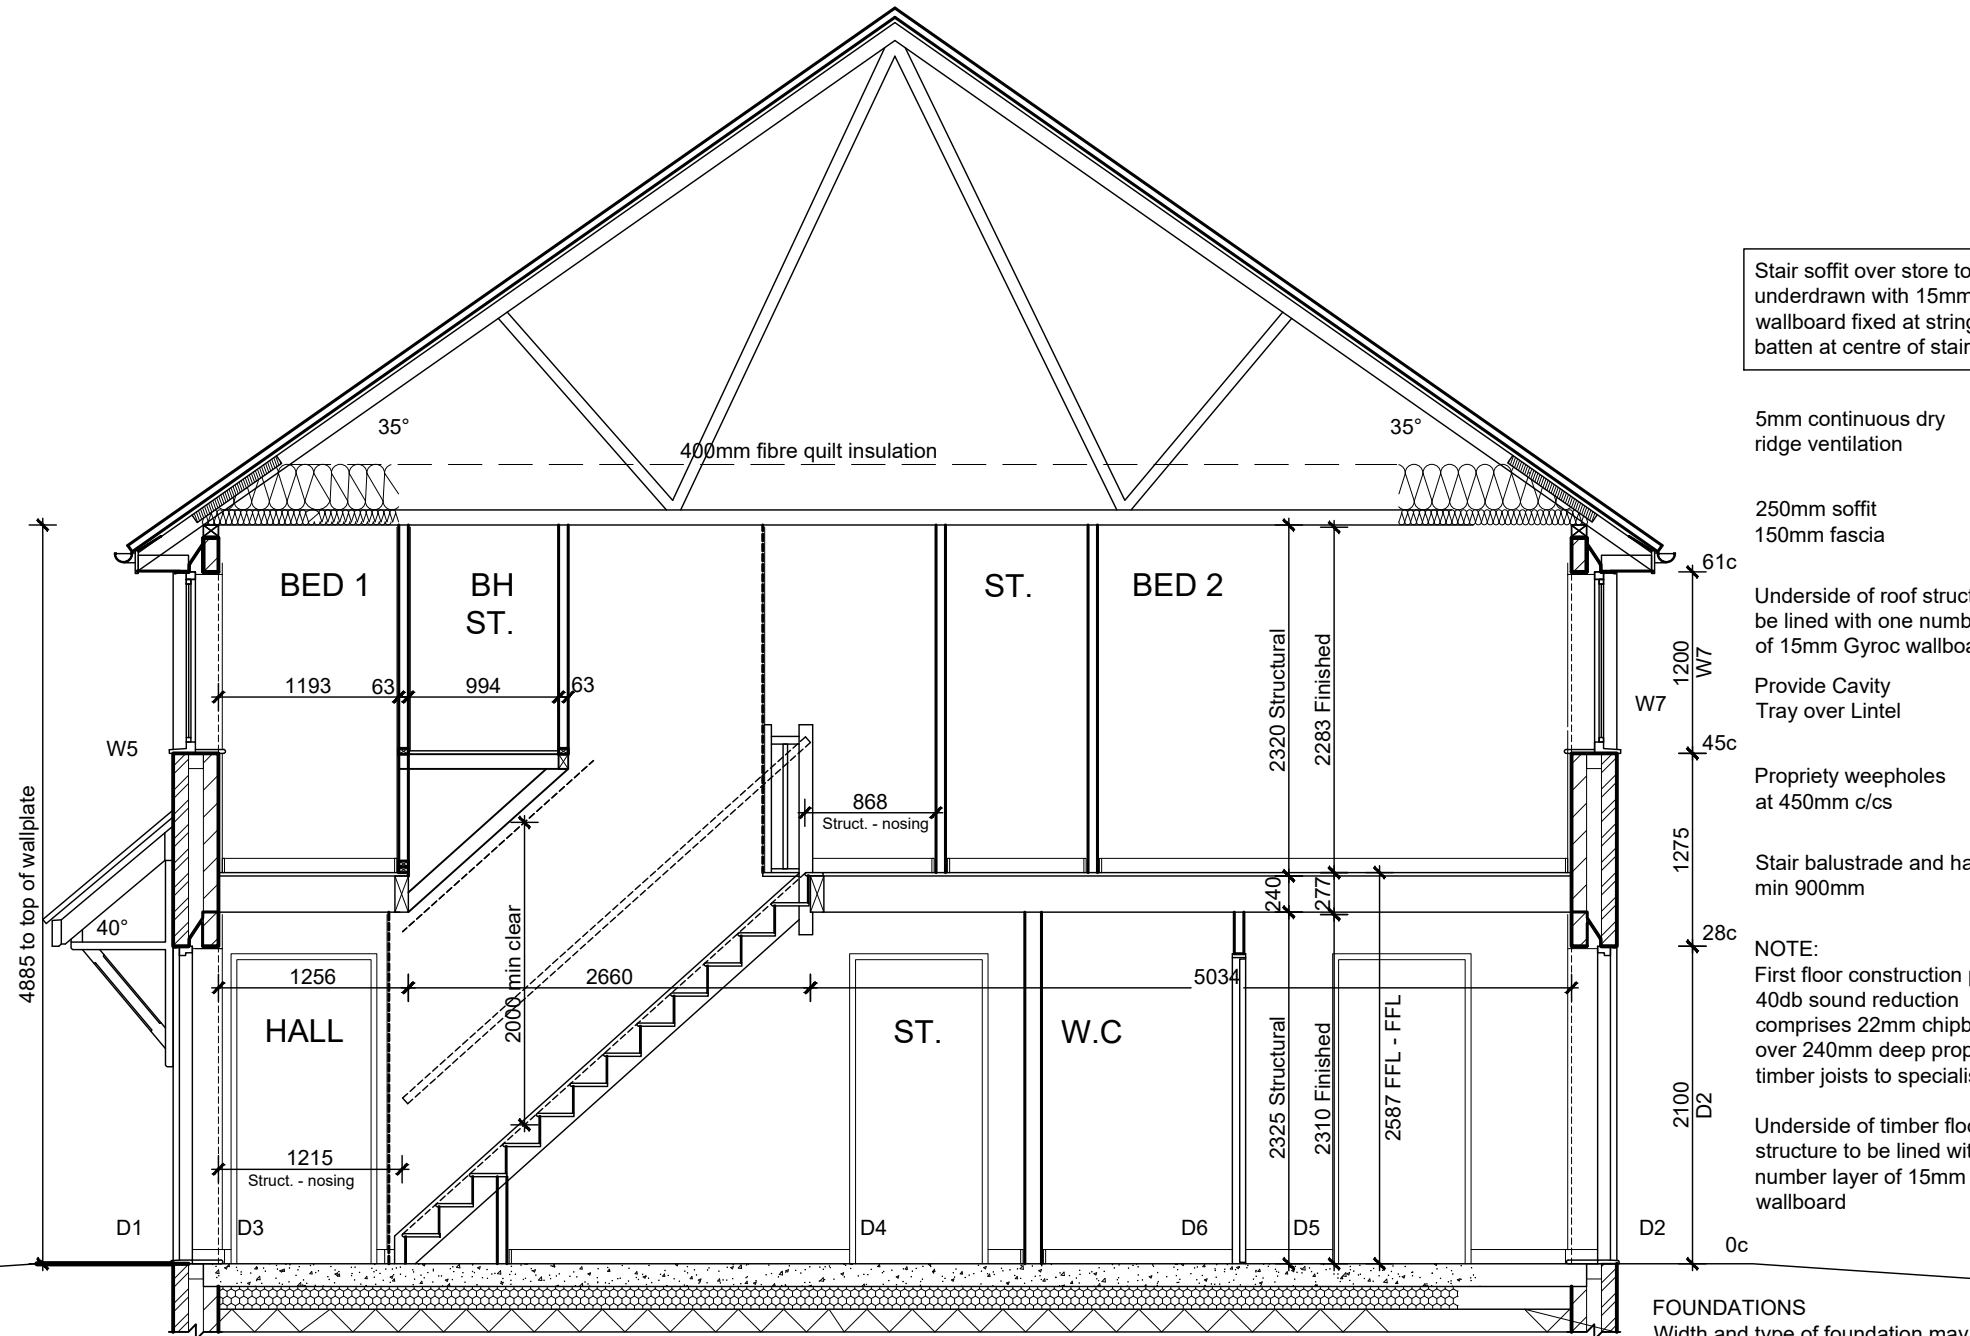 35°
35°
400mm fibre quilt insulation
BED 1
BH
ST.
ST.
BED 2
1193
63
994
63
2320 Structural
2283 Finished
W5
W7
1200
W7
61c
45c
868
Struct. - nosing
4885 to top of wallplate
40°
240
277
1275
28c
1256
2660
5034
2000 min clear
HALL
ST.
W.C
2325 Structural
2310 Finished
2587 FFL - FFL
2100
D2
1215
Struct. - nosing
D1
D3
D4
D6
D5
D2
0c
Stair soffit over store to
underdrawn with 15mm
wallboard fixed at string
batten at centre of stair
5mm continuous dry
ridge ventilation
250mm soffit
150mm fascia
Underside of roof struct
be lined with one numb
of 15mm Gyroc wallboa
Provide Cavity
Tray over Lintel
Propriety weepholes
at 450mm c/cs
Stair balustrade and ha
min 900mm
NOTE:
First floor construction p
40db sound reduction
comprises 22mm chipb
over 240mm deep prop
timber joists to specialis
Underside of timber floo
structure to be lined wit
number layer of 15mm
wallboard
FOUNDATIONS
Width and type of foundation may